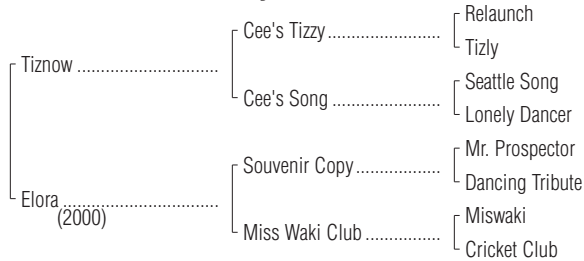 Relaunch
Cee's Tizzy ....................
Tizly
Tiznow ..............................
Seattle Song
Cee's Song ....................
Lonely Dancer
Mr. Prospector
Souvenir Copy ..................
Dancing Tribute
Elora .................................
(2000)
Miswaki
Miss Waki Club ................
Cricket Club